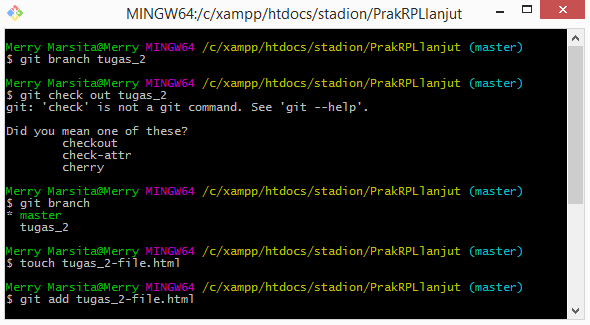 MINGW64:/c/xampp/htdocs/stadion/PrakRPLlanjut
Merry Marsita@Merry MINGW64 /c/xampp/htdocs/stadion/PrakRPLlanjut (master)
$ git branch tugas_2
Merry Marsita@Merry MINGW64 /c/xampp/htdocs/stadion/PrakRPLlanjut (master)
$ git check out tugas_2
git: 'check' is not a git command. See 'git --help'.
Did you mean one of these?
checkout
check-attr
cherry
Merry Marsita@Merry MINGW64 /c/xampp/htdocs/stadion/PrakRPLlanjut (master)
$ git branch
* master
tugas_2
Merry Marsita@Merry MINGW64 /c/xampp/htdocs/stadion/PrakRPLlanjut (master)
$ touch tugas_2-file.html
Merry Marsita@Merry MINGW64 /c/xampp/htdocs/stadion/PrakRPLlanjut (master)
$ git add tugas_2-file.html